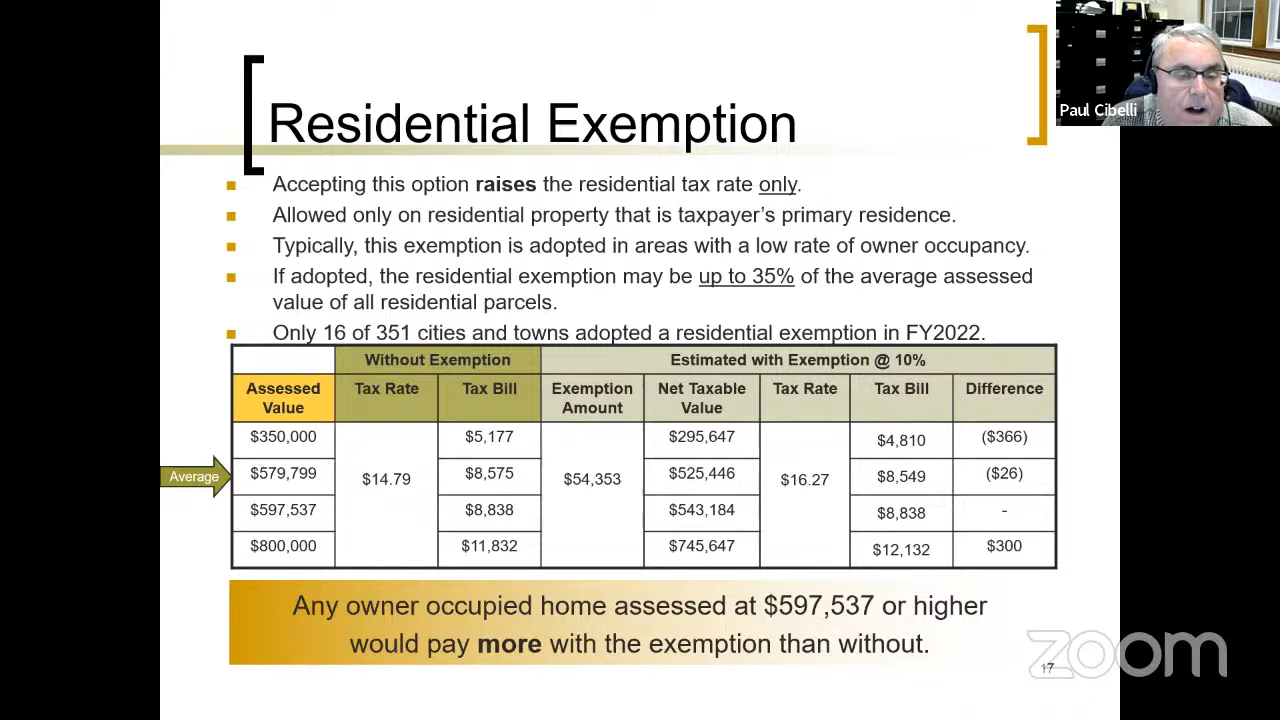 Paul Cibelli
Residential Exemption
Accepting this option raises the residential tax rate only.
Allowed only on residential property that is taxpayer's primary residence.
Typically, this exemption is adopted in areas with a low rate of owner occupancy.
If adopted, the residential exemption may be up to 35% of the average assessed
value of all residential parcels.
Only 16 of 351 cities and towns adopted a residential exemption in FY2022.
Without Exemption Estimated with Exemption @ 10%
Assessed Value Tax Rate Tax Bill Exemption Amount Net Taxable Value Tax Rate Tax Bill Difference
$350,000 $5,177 $295,647 $4,810 ($366)
Average $579,799 $14.79 $8,575 $54,353 $525,446 $16.27 $8,549 ($26)
$597,537 $8,838 $543,184 $8,838 -
$800,000 $11,832 $745,647 $12,132 $300
Any owner occupied home assessed at $597,537 or higher
would pay more with the exemption than without.
zoom
17